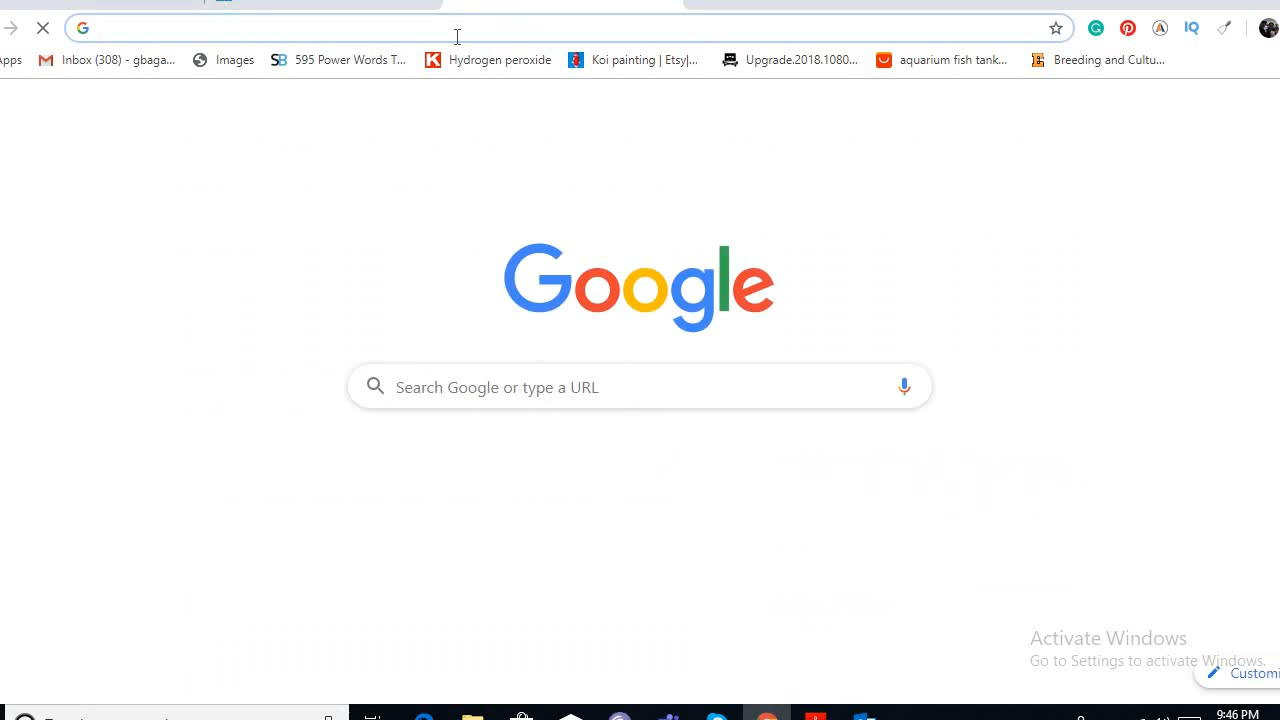 pps Inbox (308) - gbaga... Images SB 595 Power Words T... K Hydrogen peroxide Koi painting | Etsy|... Upgrade.2018.1080... aquarium fish tank... Breeding and Cultu...
Google
Search Google or type a URL
Activate Windows
Go to Settings to activate Windows.
Customi
9:46 PM